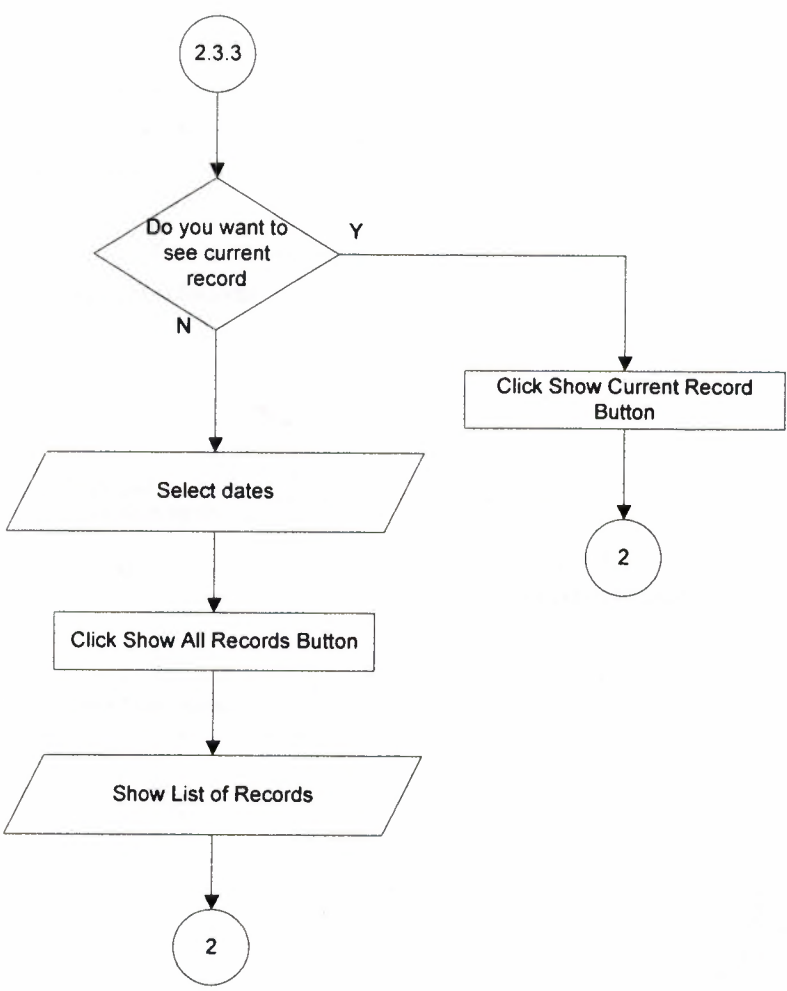 2.3.3
Do you want to
see current
record
Y
N
Click Show Current Record
Button
Select dates
2
Click Show All Records Button
Show List of Records
2